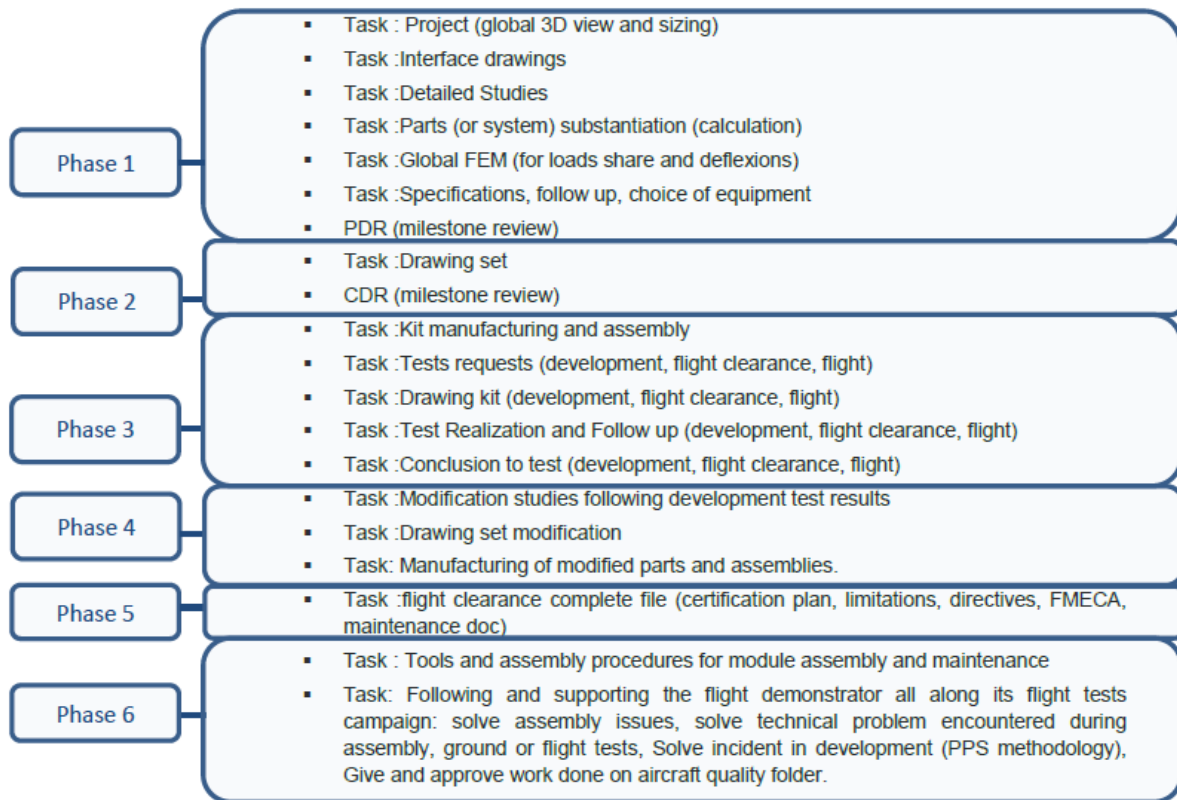 Phase 1
▪ Task : Project (global 3D view and sizing)
▪ Task :Interface drawings
▪ Task :Detailed Studies
▪ Task :Parts (or system) substantiation (calculation)
▪ Task :Global FEM (for loads share and deflexions)
▪ Task :Specifications, follow up, choice of equipment
▪ PDR (milestone review)
Phase 2
▪ Task :Drawing set
▪ CDR (milestone review)
Phase 3
▪ Task :Kit manufacturing and assembly
▪ Task :Tests requests (development, flight clearance, flight)
▪ Task :Drawing kit (development, flight clearance, flight)
▪ Task :Test Realization and Follow up (development, flight clearance, flight)
▪ Task :Conclusion to test (development, flight clearance, flight)
Phase 4
▪ Task :Modification studies following development test results
▪ Task :Drawing set modification
▪ Task: Manufacturing of modified parts and assemblies.
Phase 5
▪ Task :flight clearance complete file (certification plan, limitations, directives, FMECA,
maintenance doc)
Phase 6
▪ Task : Tools and assembly procedures for module assembly and maintenance
▪ Task: Following and supporting the flight demonstrator all along its flight tests
campaign: solve assembly issues, solve technical problem encountered during
assembly, ground or flight tests, Solve incident in development (PPS methodology),
Give and approve work done on aircraft quality folder.